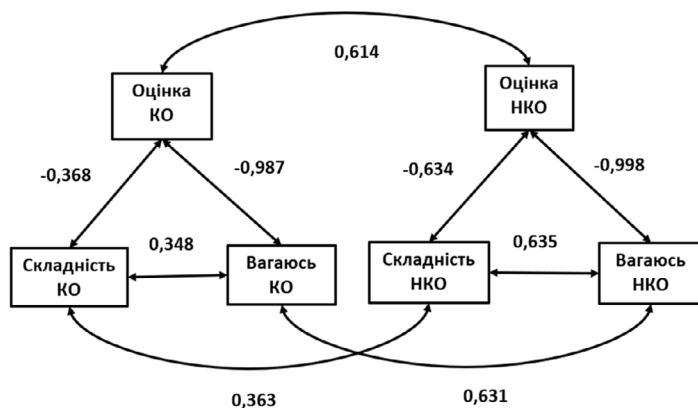 0,614
Оцінка
КО
Оцінка
НКО
-0,368
-0,987
-0,634
-0,998
Складність
КО
0,348
Вагаюсь
КО
Складність
НКО
0,635
Вагаюсь
НКО
0,363
0,631